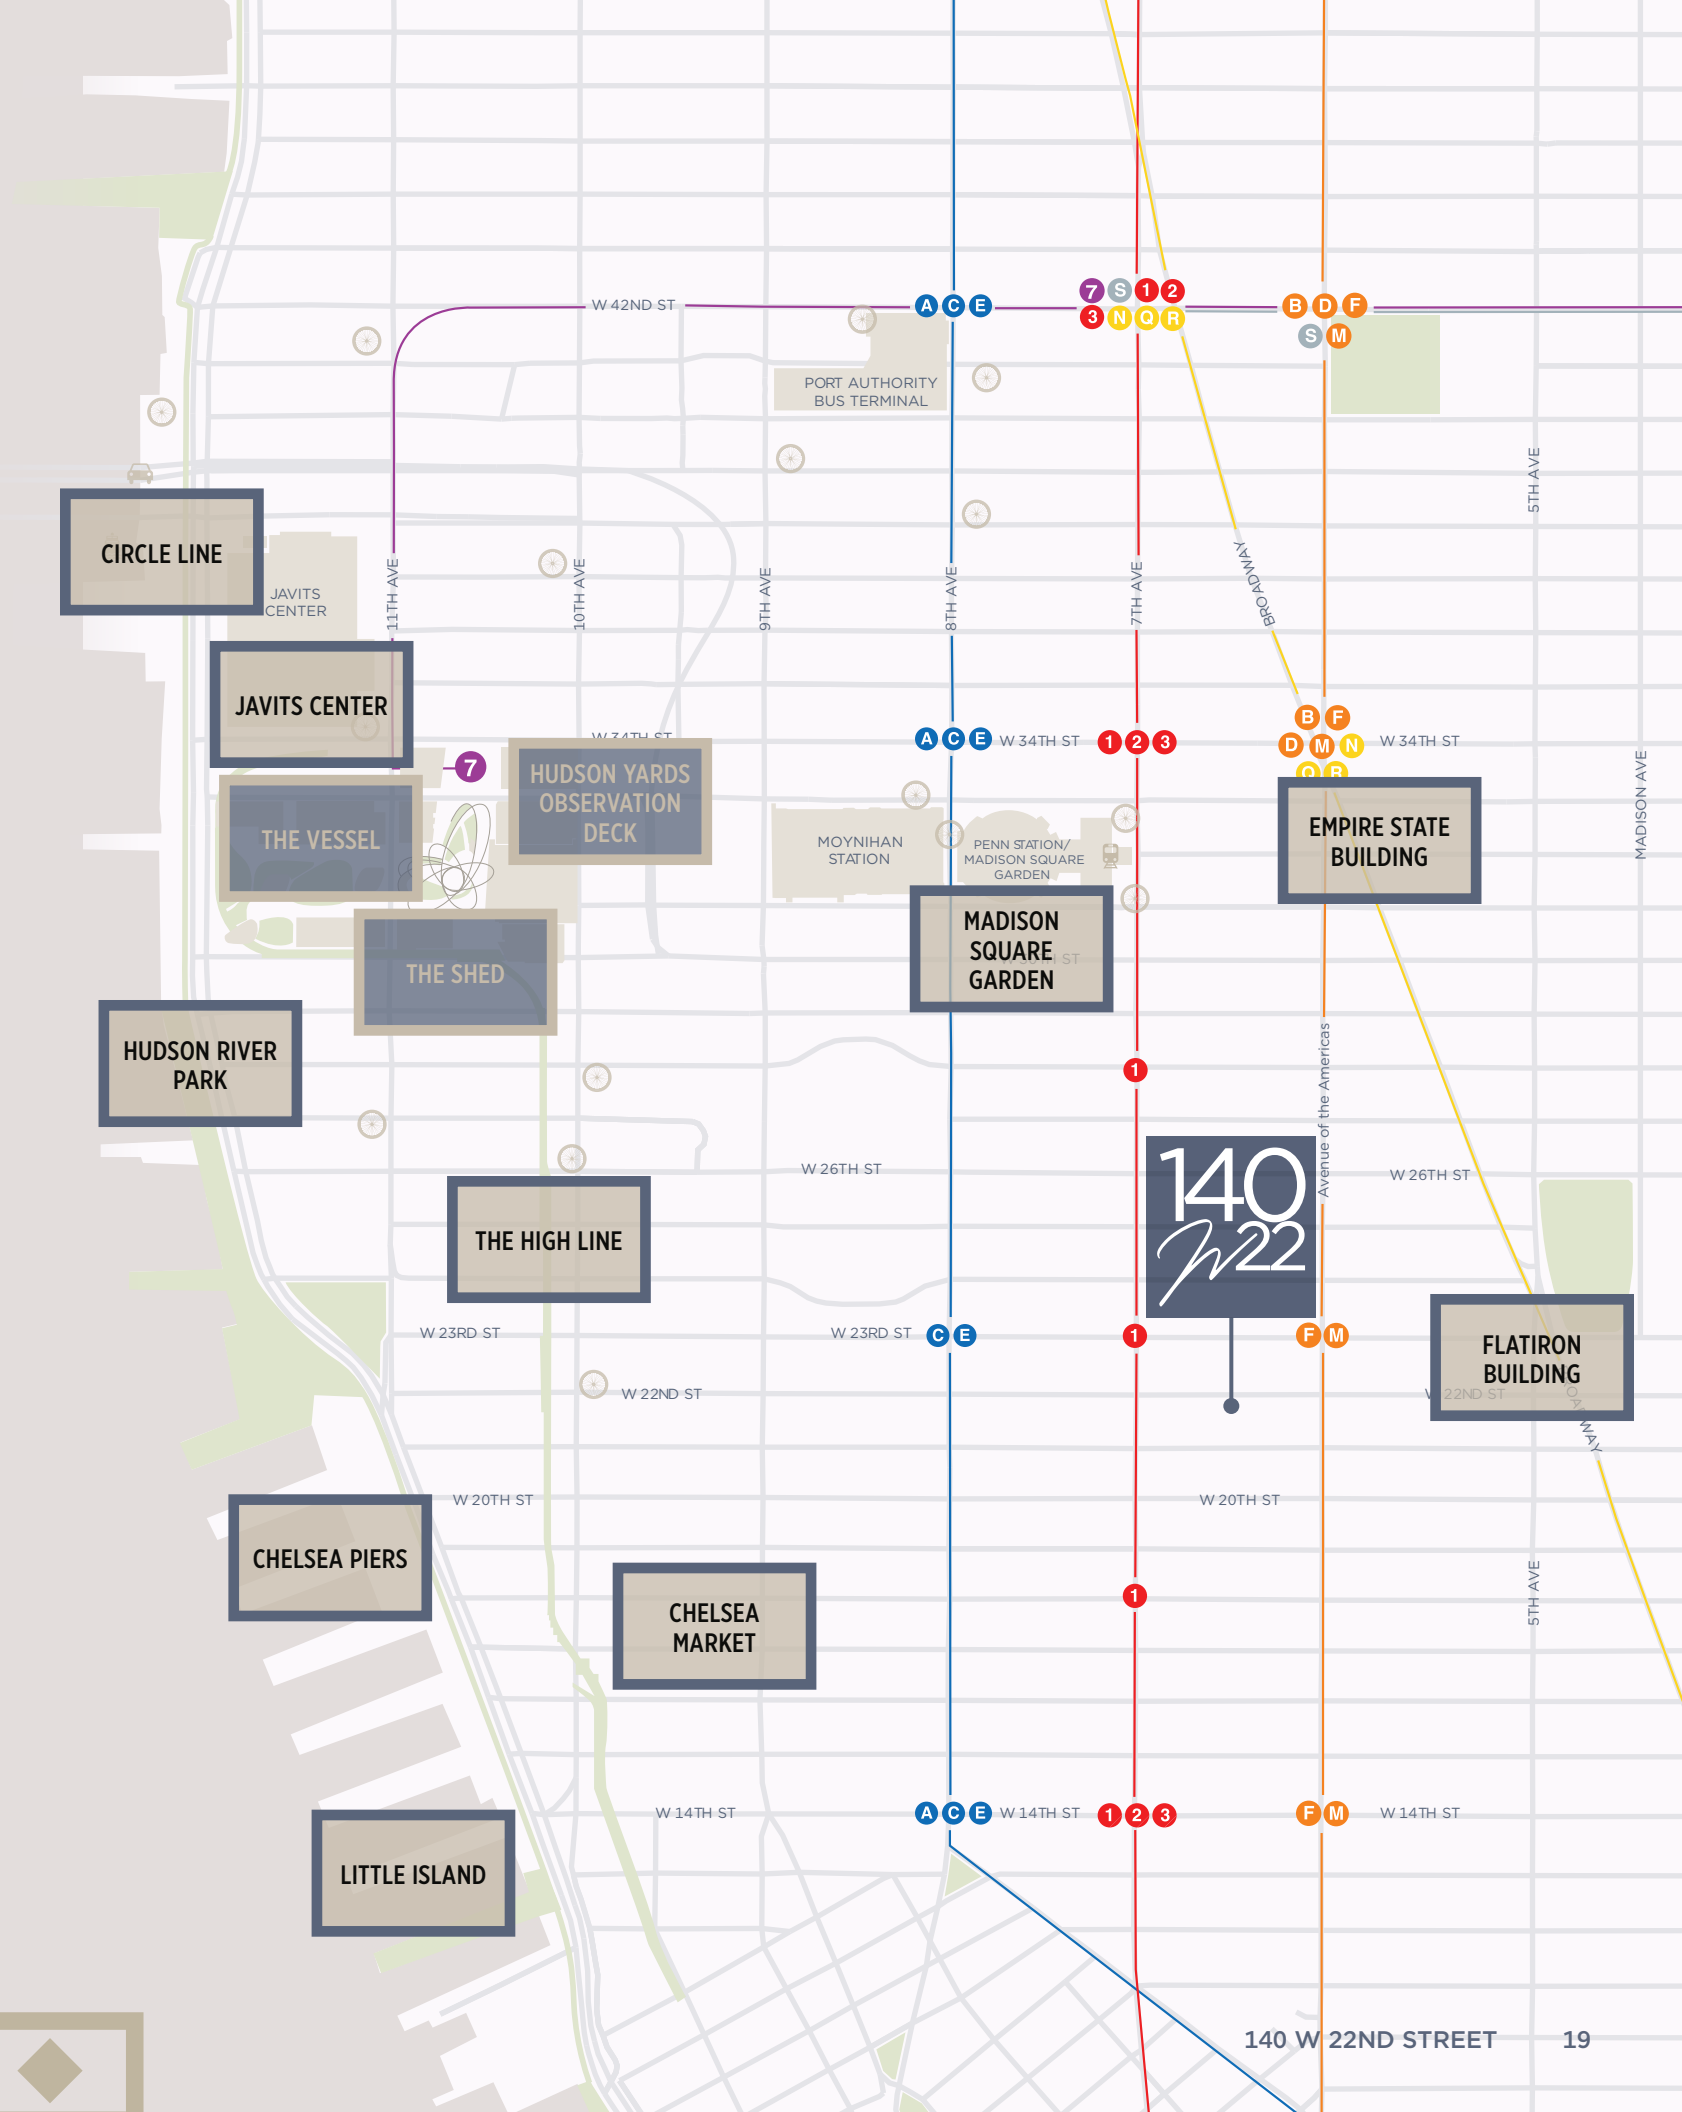 W 42ND ST
A C E
7 S 1 2
3 N Q R
B D F
S M
PORT AUTHORITY
BUS TERMINAL
5TH AVE
CIRCLE LINE
JAVITS
CENTER
11TH AVE
10TH AVE
9TH AVE
8TH AVE
7TH AVE
BROADWAY
JAVITS CENTER
W 34TH ST
A C E
W 34TH ST
1 2 3
B F
D M N
Q R
W 34TH ST
MADISON AVE
7
HUDSON YARDS
OBSERVATION
DECK
THE VESSEL
MOYNIHAN
STATION
PENN STATION/
MADISON SQUARE
GARDEN
EMPIRE STATE
BUILDING
MADISON
SQUARE
GARDEN
THE SHED
HUDSON RIVER
PARK
1
Avenue of the Americas
W 26TH ST
140
W22
W 26TH ST
THE HIGH LINE
W 23RD ST
W 23RD ST
C E
1
F M
FLATIRON
BUILDING
W 22ND ST
W 22ND ST
W 20TH ST
W 20TH ST
CHELSEA PIERS
1
5TH AVE
CHELSEA
MARKET
W 14TH ST
A C E
W 14TH ST
1 2 3
F M
W 14TH ST
LITTLE ISLAND
140 W 22ND STREET 19